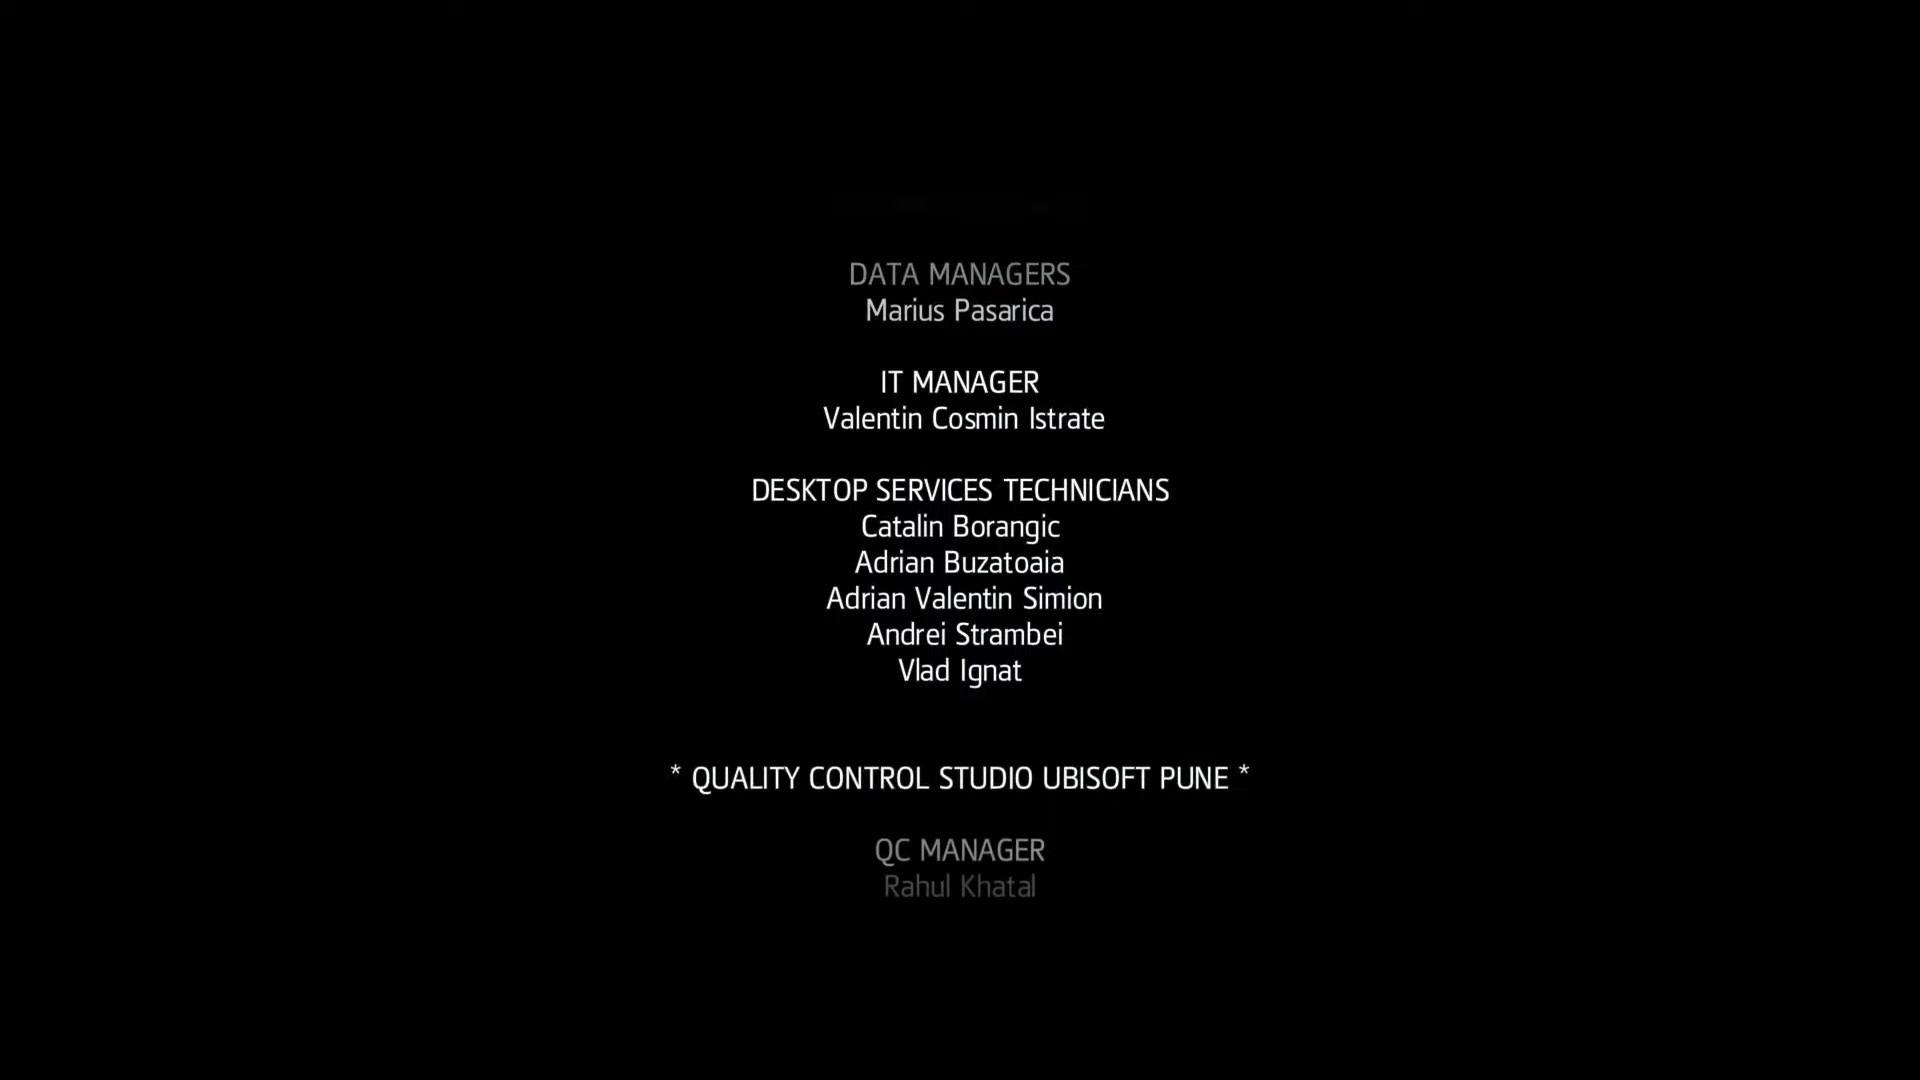 DATA MANAGERS
Marius Pasarica
IT MANAGER
Valentin Cosmin Istrate
DESKTOP SERVICES TECHNICIANS
Catalin Borangic
Adrian Buzatoaia
Adrian Valentin Simion
Andrei Strambei
Vlad Ignat
* QUALITY CONTROL STUDIO UBISOFT PUNE *
QC MANAGER
Rahul Khatal